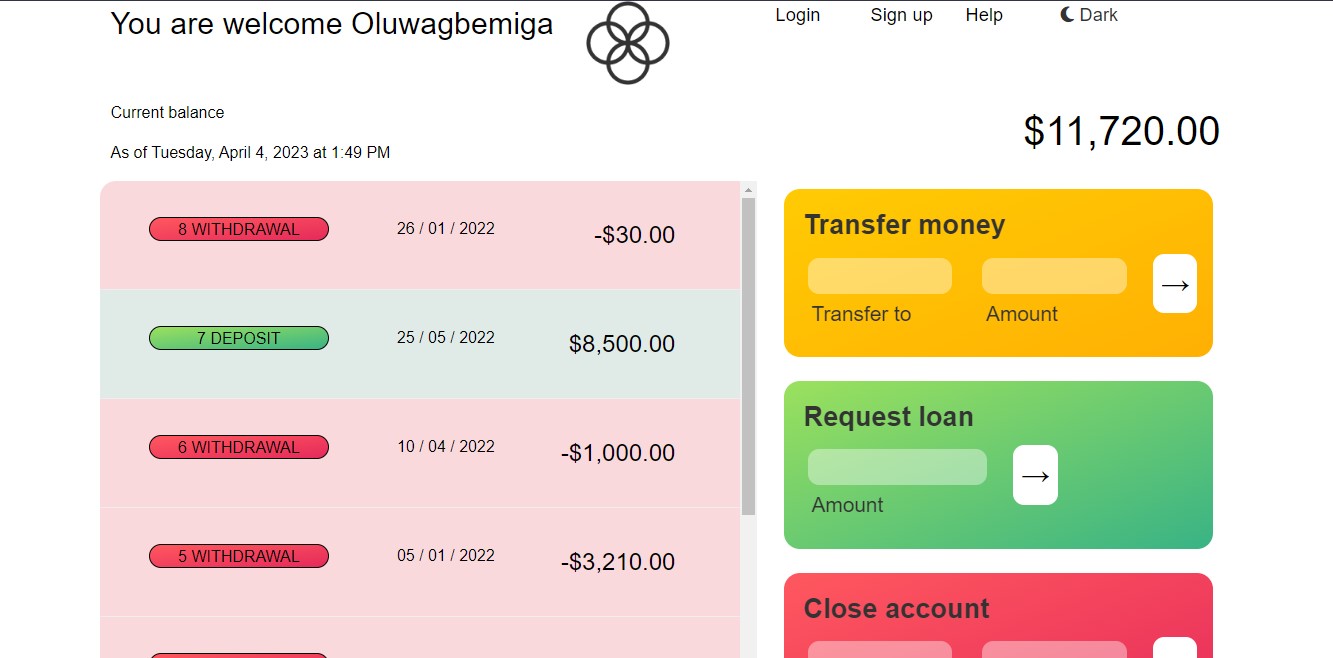 You are welcome Oluwagbemiga
Login Sign up Help Dark
Current balance
As of Tuesday, April 4, 2023 at 1:49 PM
$11,720.00
8 WITHDRAWAL 26 / 01 / 2022 -$30.00
7 DEPOSIT 25 / 05 / 2022 $8,500.00
6 WITHDRAWAL 10 / 04 / 2022 -$1,000.00
5 WITHDRAWAL 05 / 01 / 2022 -$3,210.00
Transfer money
→
Transfer to Amount
Request loan
→
Amount
Close account